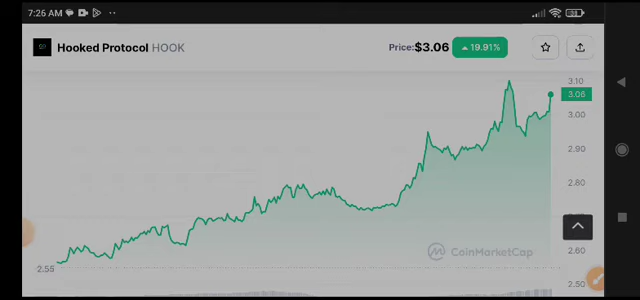 7:26 AM
Hooked Protocol HOOK
Price:$3.06 ▲ 19.91%
3.10
3.06
3.00
2.90
2.80
2.60
2.55
2.50
CoinMarketCap